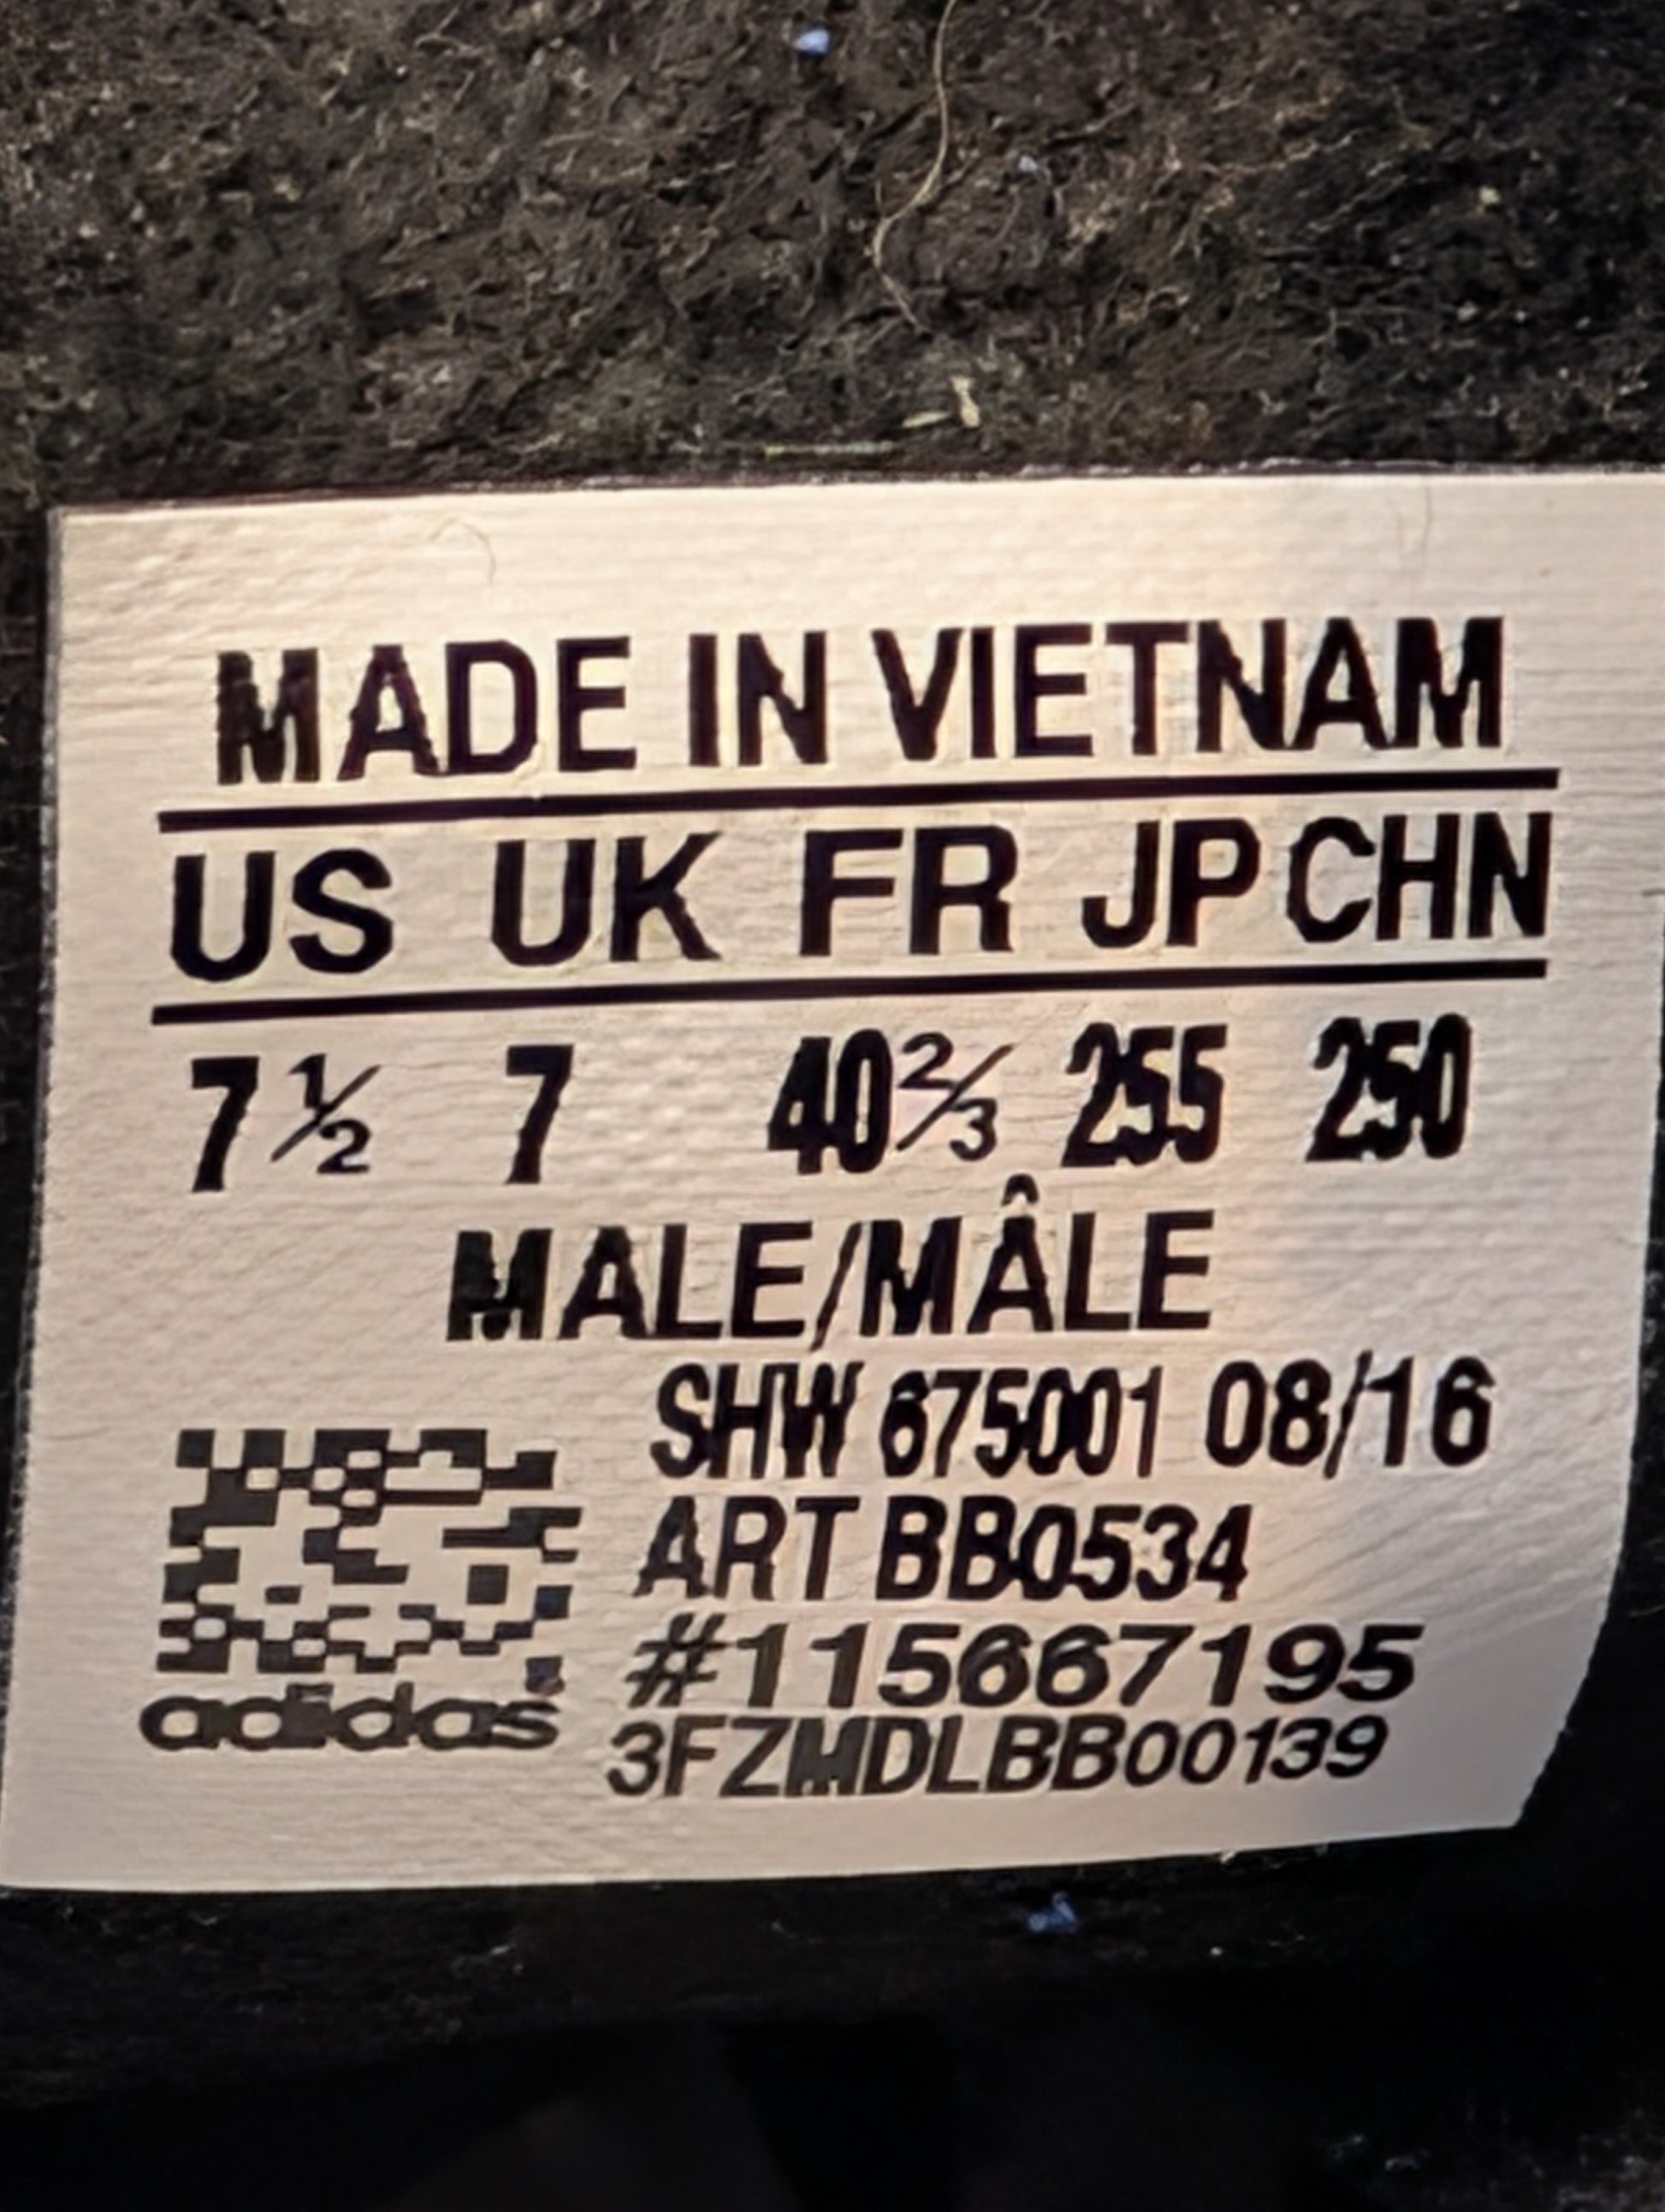 MADE IN VIETNAM
US UK FR JP CHN
7½ 7 40⅔ 255 250
MALE/MÂLE
SHW 675001 08/16
ART BB0534
#115667195
adidas 3FZMDLBB00139